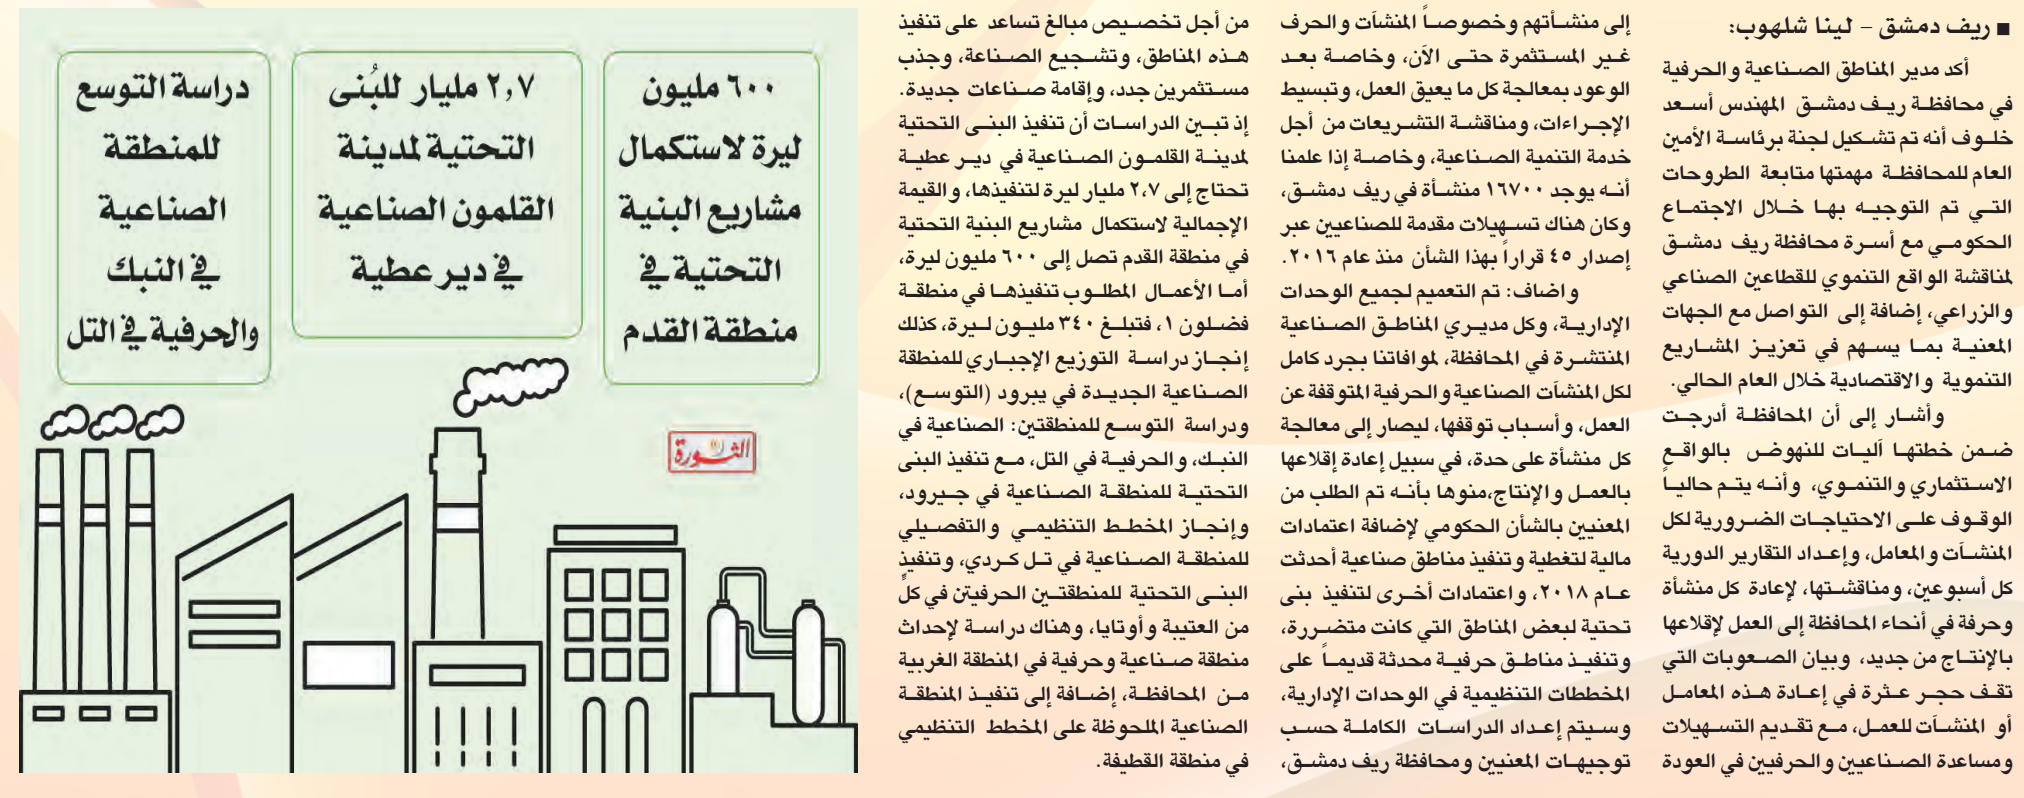 ■ ريف دمشق – لينا شلهوب:
أكد مدير المناطق الصناعية والحرفية
في محافظة ريف دمشق المهندس أسعد
خلوف أنه تم تشكيل لجنة برئاسة الأمين
العام للمحافظة مهمتها متابعة الطروحات
التي تم التوجيه بها خلال الاجتماع
الحكومي مع أسرة محافظة ريف دمشق
لمناقشة الواقع التنموي للقطاعين الصناعي
والزراعي، إضافة إلى التواصل مع الجهات
المعنية بما يسهم في تعزيز المشاريع
التنموية والاقتصادية خلال العام الحالي.
وأشار إلى أن المحافظة أدرجت
ضمن خطتها آليات للنهوض بالواقع
الاستثماري والتنموي، وأنه يتم حالياً
الوقوف على الاحتياجات الضرورية لكل
المنشآت والمعامل، وإعداد التقارير الدورية
كل أسبوعين، ومناقشتها، لإعادة كل منشأة
وحرفة في أنحاء المحافظة إلى العمل لإقلاعها
بالإنتاج من جديد، وبيان الصعوبات التي
تقف حجر عثرة في إعادة هذه المعامل
أو المنشآت للعمل، مع تقديم التسهيلات
ومساعدة الصناعيين والحرفيين في العودة
إلى منشأتهم وخصوصاً المنشآت والحرف
غير المستثمرة حتى الآن، وخاصة بعد
الوعود بمعالجة كل ما يعيق العمل، وتبسيط
الإجراءات، ومناقشة التشريعات من أجل
خدمة التنمية الصناعية، وخاصة إذا علمنا
أنه يوجد ١٦٧٠٠ منشأة في ريف دمشق،
وكان هناك تسهيلات مقدمة للصناعيين عبر
إصدار ٤٥ قراراً بهذا الشأن منذ عام ٢٠١٦.
واضاف: تم التعميم لجميع الوحدات
الإدارية، وكل مديري المناطق الصناعية
المنتشرة في المحافظة، لموافاتنا بجرد كامل
لكل المنشآت الصناعية والحرفية المتوقفة عن
العمل، وأسباب توقفها، ليصار إلى معالجة
كل منشأة على حدة، في سبيل إعادة إقلاعها
بالعمل والإنتاج،منوها بأنه تم الطلب من
المعنيين بالشأن الحكومي لإضافة اعتمادات
مالية لتغطية وتنفيذ مناطق صناعية أحدثت
عام ٢٠١٨، واعتمادات أخرى لتنفيذ بنى
تحتية لبعض المناطق التي كانت متضررة،
وتنفيذ مناطق حرفية محدثة قديماً على
المخططات التنظيمية في الوحدات الإدارية،
وسيتم إعداد الدراسات الكاملة حسب
توجيهات المعنيين ومحافظة ريف دمشق،
من أجل تخصيص مبالغ تساعد على تنفيذ
هذه المناطق، وتشجيع الصناعة، وجذب
مستثمرين جدد، وإقامة صناعات جديدة.
إذ تبين الدراسات أن تنفيذ البنى التحتية
لمدينة القلمون الصناعية في دير عطية
تحتاج إلى ٢،٧ مليار ليرة لتنفيذها، والقيمة
الإجمالية لاستكمال مشاريع البنية التحتية
في منطقة القدم تصل إلى ٦٠٠ مليون ليرة،
أما الأعمال المطلوب تنفيذها في منطقة
فضلون ١، فتبلغ ٣٤٠ مليون ليرة، كذلك
إنجاز دراسة التوزيع الإجباري للمنطقة
الصناعية الجديدة في يبرود (التوسع)،
ودراسة التوسع للمنطقتين: الصناعية في
النبك، والحرفية في التل، مع تنفيذ البنى
التحتية للمنطقة الصناعية في جيرود،
وإنجاز المخطط التنظيمي والتفصيلي
للمنطقة الصناعية في تل كردي، وتنفيذ
البنى التحتية للمنطقتين الحرفيتن في كلٍّ
من العتيبة وأوتايا، وهناك دراسة لإحداث
منطقة صناعية وحرفية في المنطقة الغربية
من المحافظة، إضافة إلى تنفيذ المنطقة
الصناعية الملحوظة على المخطط التنظيمي
في منطقة القطيفة.
٦٠٠ مليون
ليرة لاستكمال
مشاريع البنية
التحتية في
منطقة القدم
٢,٧ مليار للبُنى
التحتية لمدينة
القلمون الصناعية
في دير عطية
دراسة التوسع
للمنطقة
الصناعية
في النبك
والحرفية في التل
الثورة